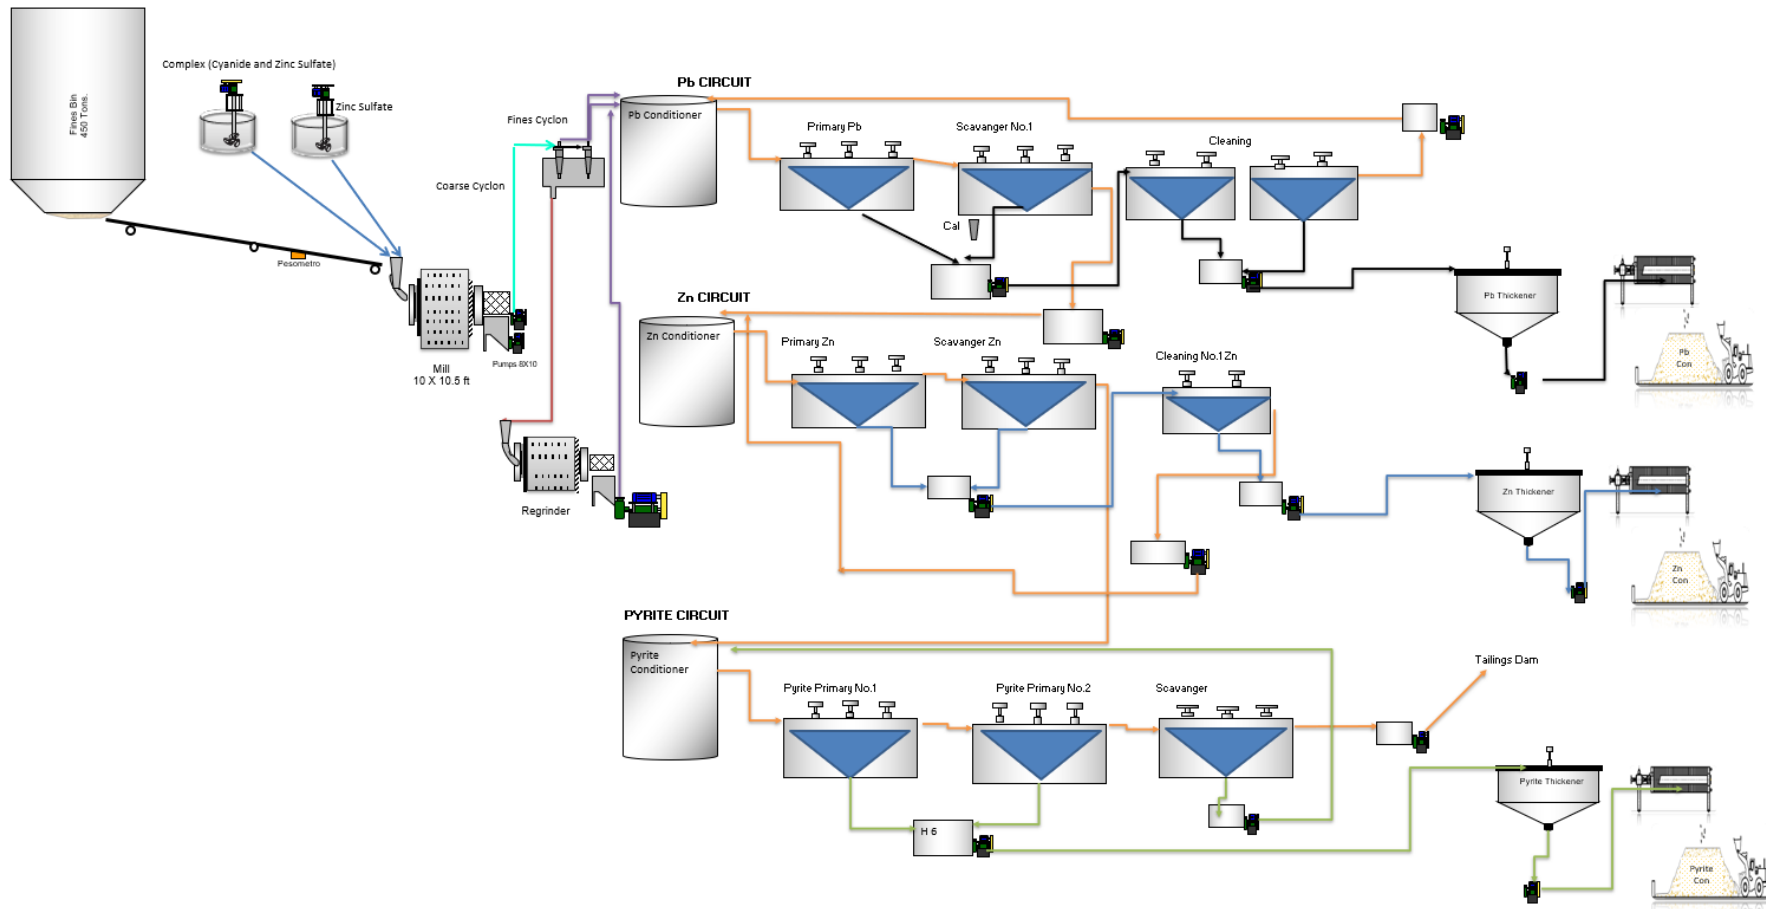 Fines Bin
450 Tons.
Complex (Cyanide and Zinc Sulfate)
Zinc Sulfate
Pesometro
Mill
10 X 10.5 ft
Pumps 8X10
Coarse Cyclon
Fines Cyclon
Regrinder
Pb CIRCUIT
Pb Conditioner
Primary Pb
Scavanger No.1
Cleaning
Cal
Pb Thickener
Pb
Con
Zn CIRCUIT
Zn Conditioner
Primary Zn
Scavanger Zn
Cleaning No.1 Zn
Zn Thickener
Zn
Con
PYRITE CIRCUIT
Pyrite
Conditioner
Pyrite Primary No.1
Pyrite Primary No.2
Scavanger
Tailings Dam
H 6
Pyrite Thickener
Pyrite
Con